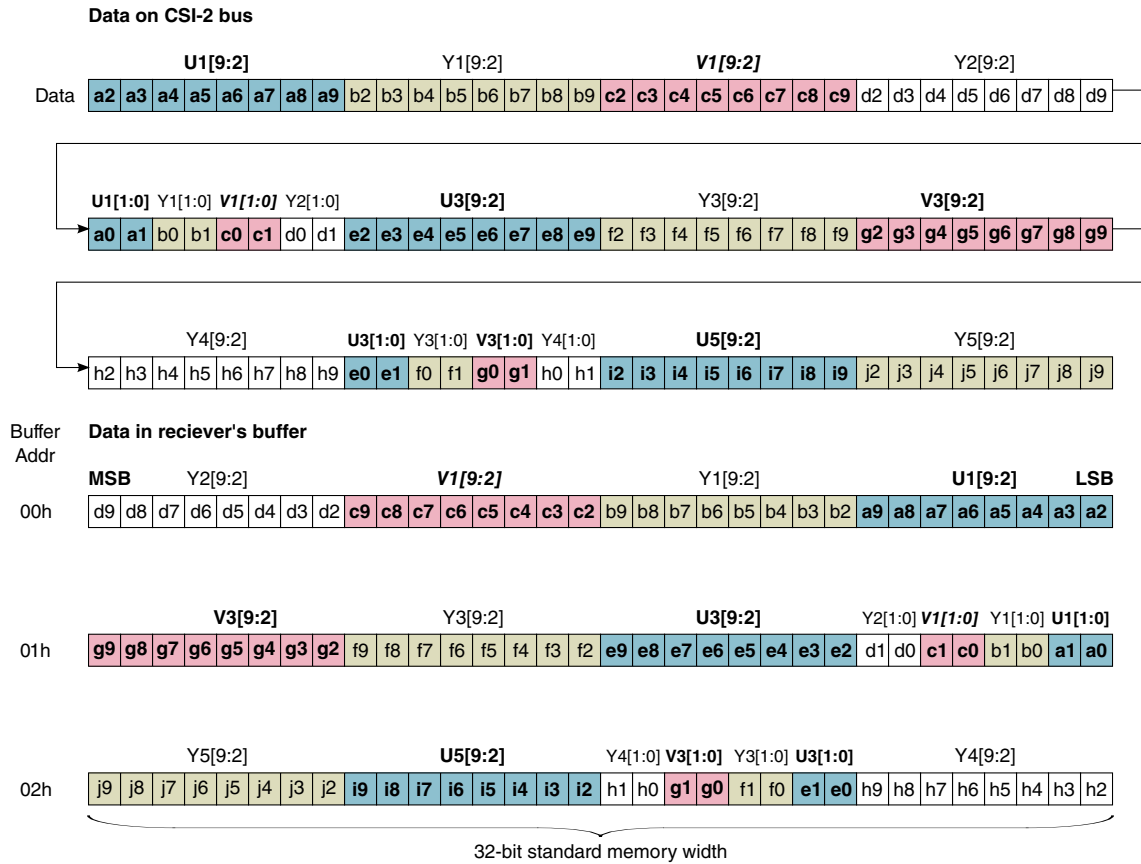 Data on CSI-2 bus
U1[9:2] Y1[9:2] V1[9:2] Y2[9:2]
Data a2 a3 a4 a5 a6 a7 a8 a9 b2 b3 b4 b5 b6 b7 b8 b9 c2 c3 c4 c5 c6 c7 c8 c9 d2 d3 d4 d5 d6 d7 d8 d9
U1[1:0] Y1[1:0] V1[1:0] Y2[1:0] U3[9:2] Y3[9:2] V3[9:2]
a0 a1 b0 b1 c0 c1 d0 d1 e2 e3 e4 e5 e6 e7 e8 e9 f2 f3 f4 f5 f6 f7 f8 f9 g2 g3 g4 g5 g6 g7 g8 g9
Y4[9:2] U3[1:0] Y3[1:0] V3[1:0] Y4[1:0] U5[9:2] Y5[9:2]
h2 h3 h4 h5 h6 h7 h8 h9 e0 e1 f0 f1 g0 g1 h0 h1 i2 i3 i4 i5 i6 i7 i8 i9 j2 j3 j4 j5 j6 j7 j8 j9
Buffer Data in reciever's buffer
Addr
MSB Y2[9:2] V1[9:2] Y1[9:2] U1[9:2] LSB
00h d9 d8 d7 d6 d5 d4 d3 d2 c9 c8 c7 c6 c5 c4 c3 c2 b9 b8 b7 b6 b5 b4 b3 b2 a9 a8 a7 a6 a5 a4 a3 a2
V3[9:2] Y3[9:2] U3[9:2] Y2[1:0] V1[1:0] Y1[1:0] U1[1:0]
01h g9 g8 g7 g6 g5 g4 g3 g2 f9 f8 f7 f6 f5 f4 f3 f2 e9 e8 e7 e6 e5 e4 e3 e2 d1 d0 c1 c0 b1 b0 a1 a0
Y5[9:2] U5[9:2] Y4[1:0] V3[1:0] Y3[1:0] U3[1:0] Y4[9:2]
02h j9 j8 j7 j6 j5 j4 j3 j2 i9 i8 i7 i6 i5 i4 i3 i2 h1 h0 g1 g0 f1 f0 e1 e0 h9 h8 h7 h6 h5 h4 h3 h2
32-bit standard memory width